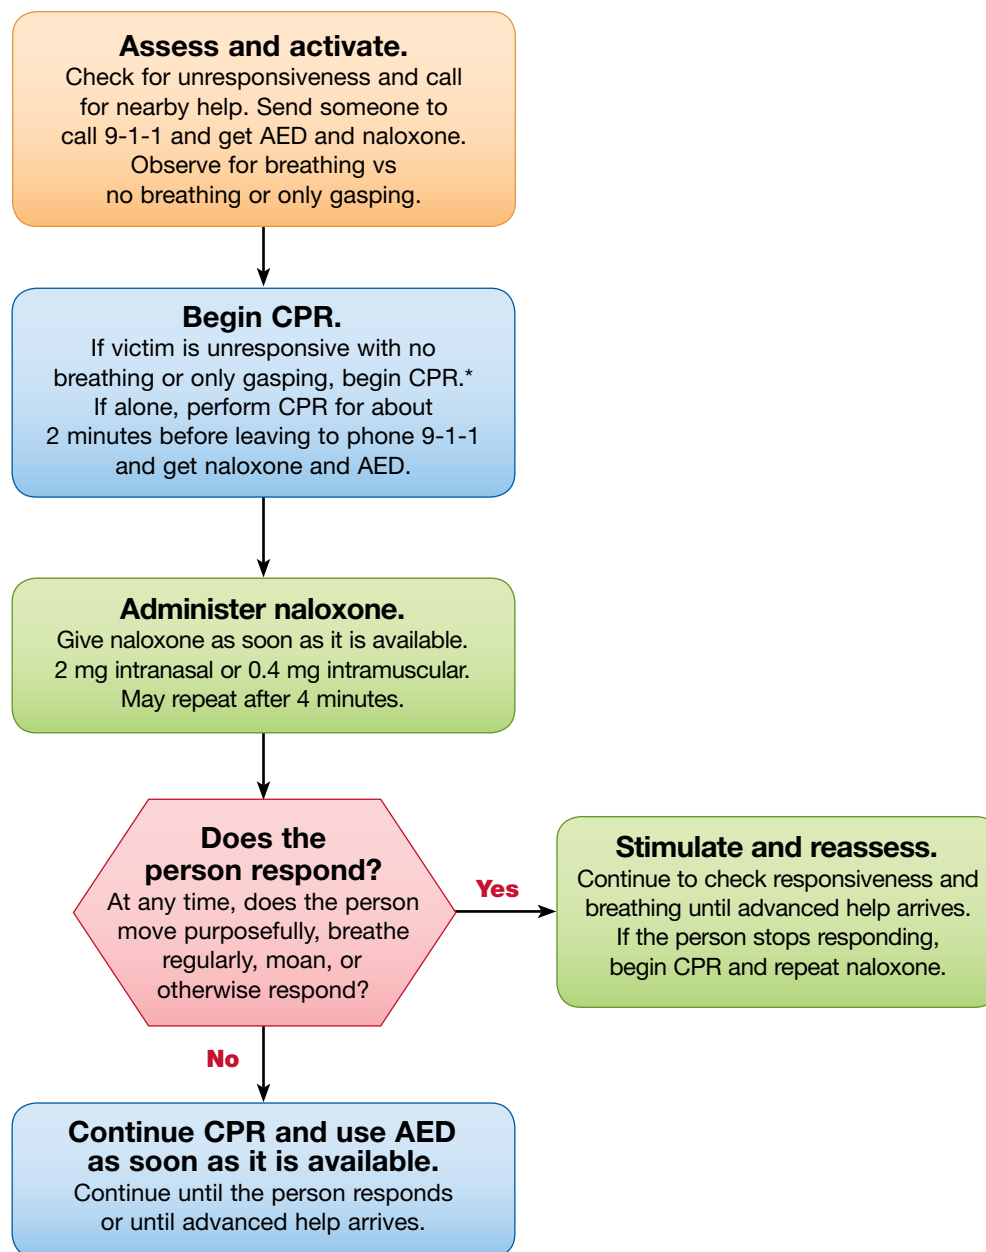 Assess and activate.
Check for unresponsiveness and call
for nearby help. Send someone to
call 9-1-1 and get AED and naloxone.
Observe for breathing vs
no breathing or only gasping.
Begin CPR.
If victim is unresponsive with no
breathing or only gasping, begin CPR.*
If alone, perform CPR for about
2 minutes before leaving to phone 9-1-1
and get naloxone and AED.
Administer naloxone.
Give naloxone as soon as it is available.
2 mg intranasal or 0.4 mg intramuscular.
May repeat after 4 minutes.
Does the
person respond?
At any time, does the person
move purposefully, breathe
regularly, moan, or
otherwise respond?
Yes
Stimulate and reassess.
Continue to check responsiveness and
breathing until advanced help arrives.
If the person stops responding,
begin CPR and repeat naloxone.
No
Continue CPR and use AED
as soon as it is available.
Continue until the person responds
or until advanced help arrives.